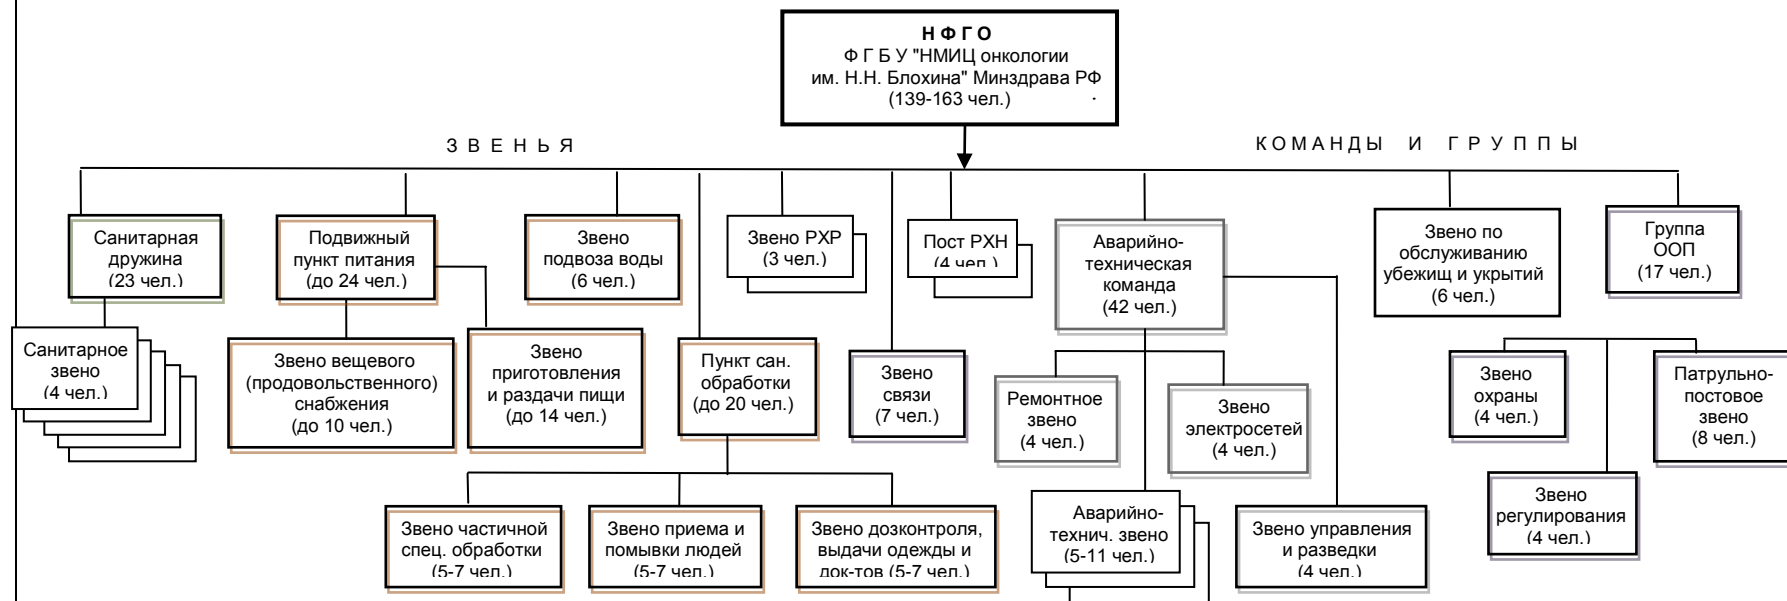 Н Ф Г О
Ф Г Б У "НМИЦ онкологии
им. Н.Н. Блохина" Минздрава РФ
(139-163 чел.)
З В Е Н Ь Я
К О М А Н Д Ы И Г Р У П П Ы
Санитарная
дружина
(23 чел.)
Подвижный
пункт питания
(до 24 чел.)
Звено
подвоза воды
(6 чел.)
Звено РХР
(3 чел.)
Пост РХН
(4 чел.)
Аварийно-
техническая
команда
(42 чел.)
Звено по
обслуживанию
убежищ и укрытий
(6 чел.)
Группа
ООП
(17 чел.)
Санитарное
звено
(4 чел.)
Звено вещевого
(продовольственного)
снабжения
(до 10 чел.)
Звено
приготовления
и раздачи пищи
(до 14 чел.)
Пункт сан.
обработки
(до 20 чел.)
Звено
связи
(7 чел.)
Ремонтное
звено
(4 чел.)
Звено
электросетей
(4 чел.)
Звено
охраны
(4 чел.)
Патрульно-
постовое
звено
(8 чел.)
Звено частичной
спец. обработки
(5-7 чел.)
Звено приема и
помывки людей
(5-7 чел.)
Звено дозконтроля,
выдачи одежды и
док-тов (5-7 чел.)
Аварийно-
технич. звено
(5-11 чел.)
Звено управления
и разведки
(4 чел.)
Звено
регулирования
(4 чел.)